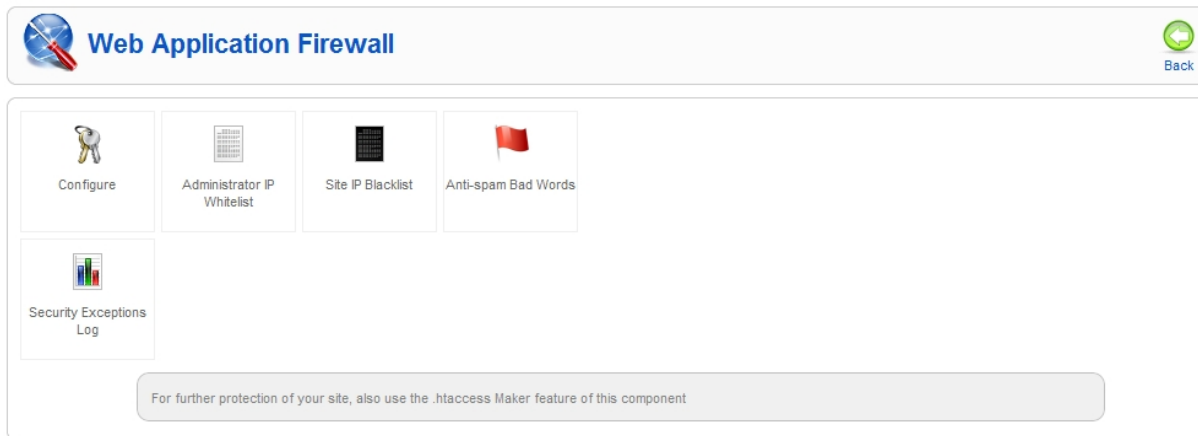 Web Application Firewall
Back
Configure
Administrator IP
Whitelist
Site IP Blacklist
Anti-spam Bad Words
Security Exceptions
Log
For further protection of your site, also use the .htaccess Maker feature of this component